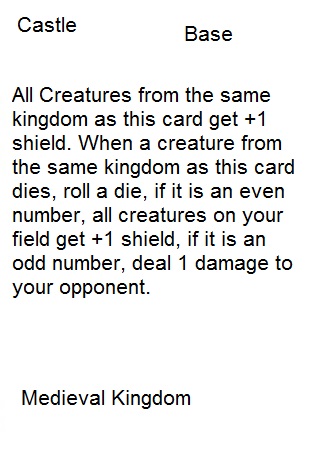 Castle
Base
All Creatures from the same
kingdom as this card get +1
shield. When a creature from
the same kingdom as this card
dies, roll a die, if it is an even
number, all creatures on your
field get +1 shield, if it is an
odd number, deal 1 damage to
your opponent.
Medieval Kingdom